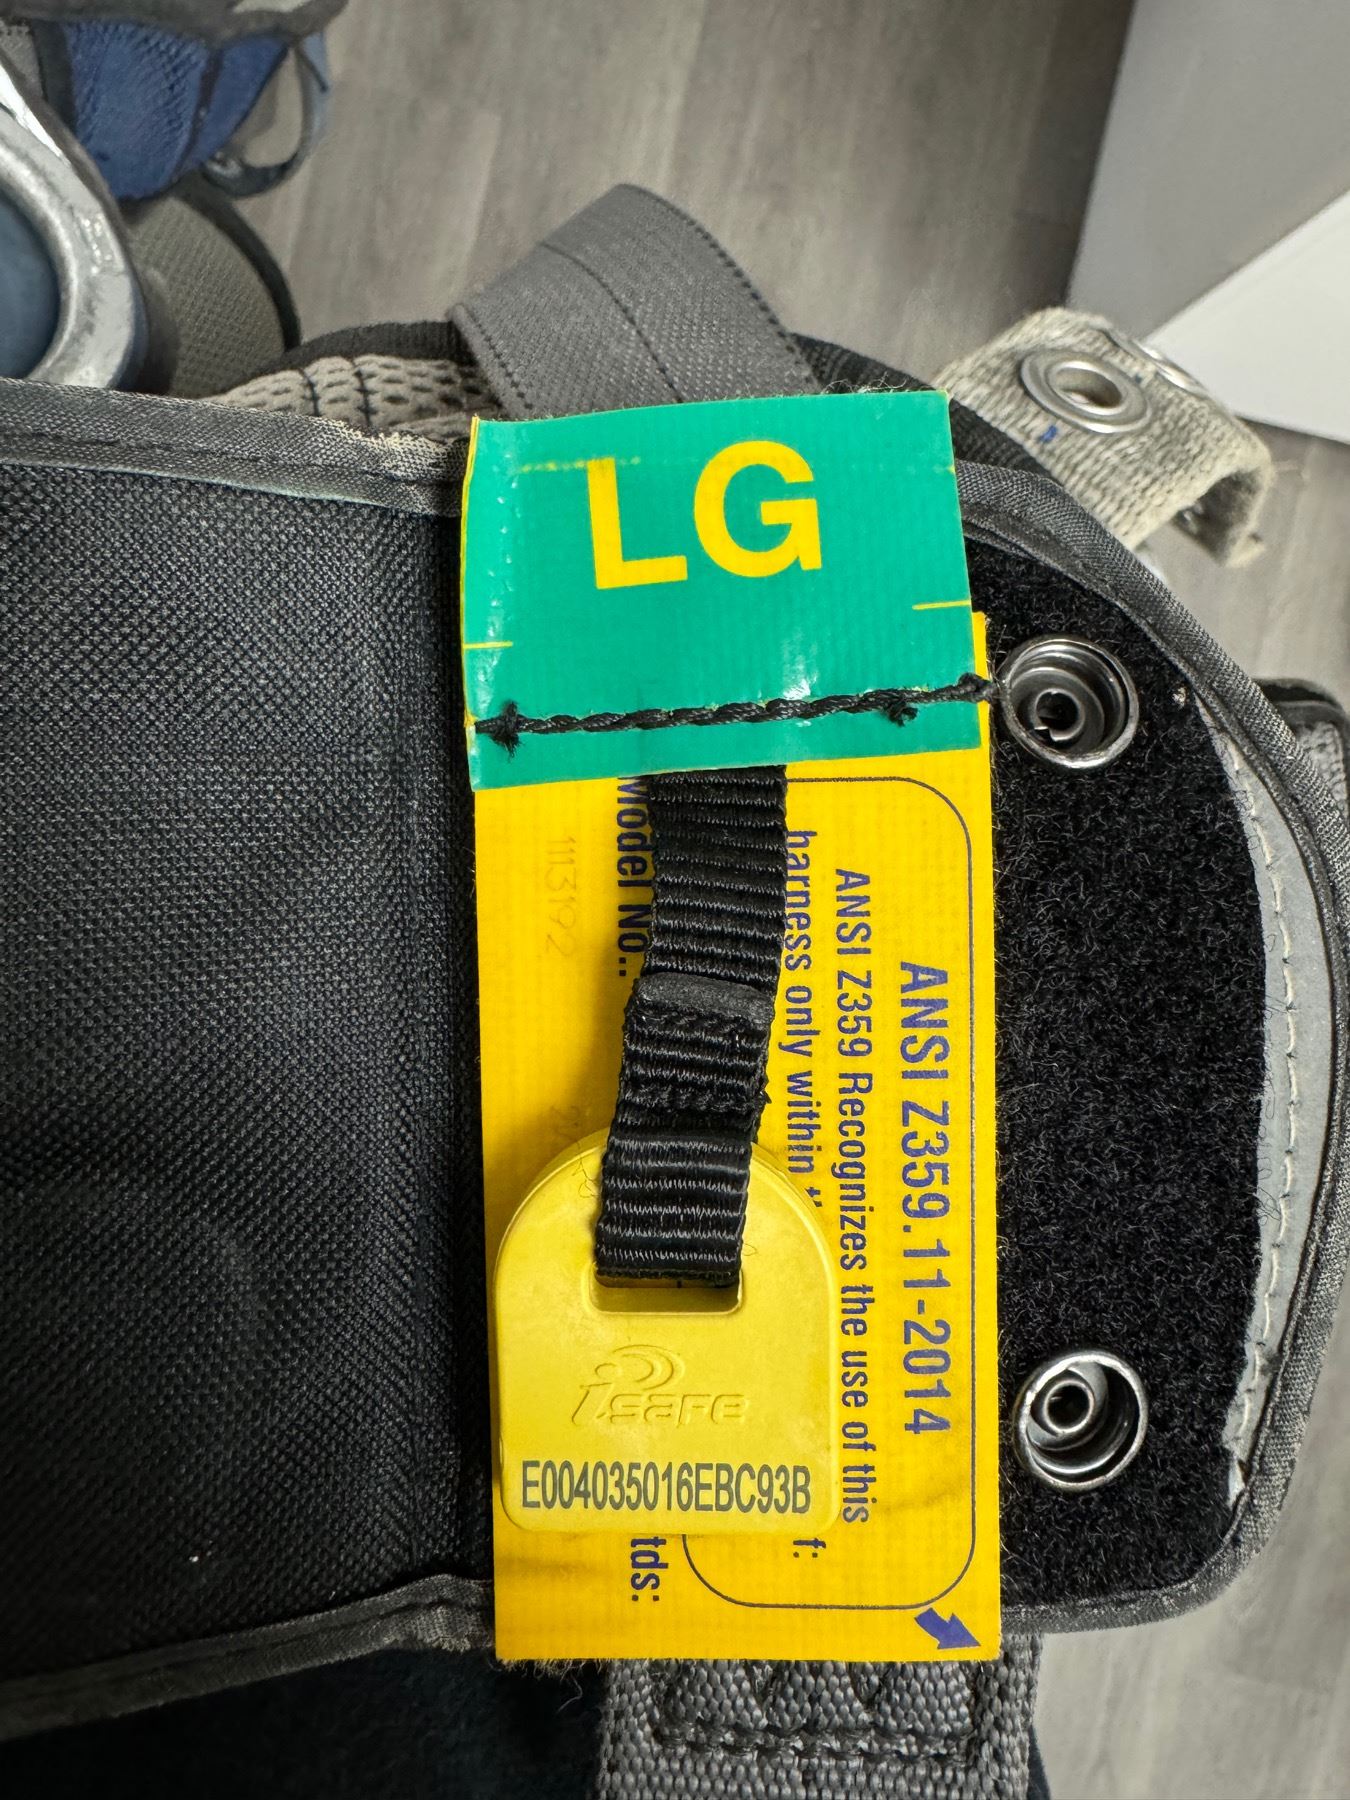 LG
ANSI Z359.11-2014
ANSI Z359 Recognizes the use of this
harness only within
f:
Model No.:
1113192
tds:
isafe
E004035016EBC93B